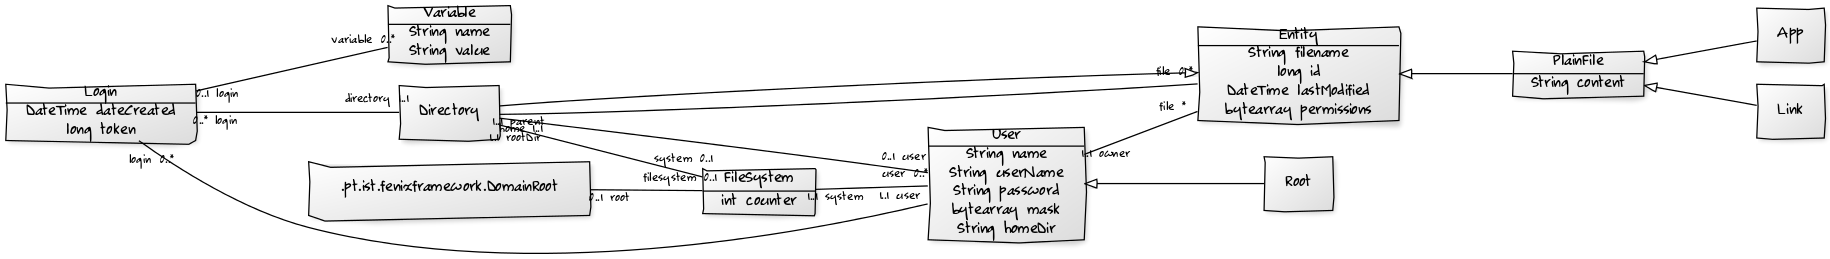 Variable
String name
String value
variable 0..*
0..1 login
Login
DateTime dateCreated
long token
directory 1..1
0..* login
login 0..*
Directory
1..1 parent
home 1..1
1..1 rootDir
.pt.ist.fenixframework.DomainRoot
0..1 root
system 0..1
filesystem 0..1
FileSystem
int counter
1..1 system
1..1 user
0..1 user
user 0..*
User
String name
String userName
String password
bytearray mask
String homeDir
file 0..*
file *
1..1 owner
Entity
String filename
long id
DateTime lastModified
bytearray permissions
Root
PlainFile
String content
App
Link